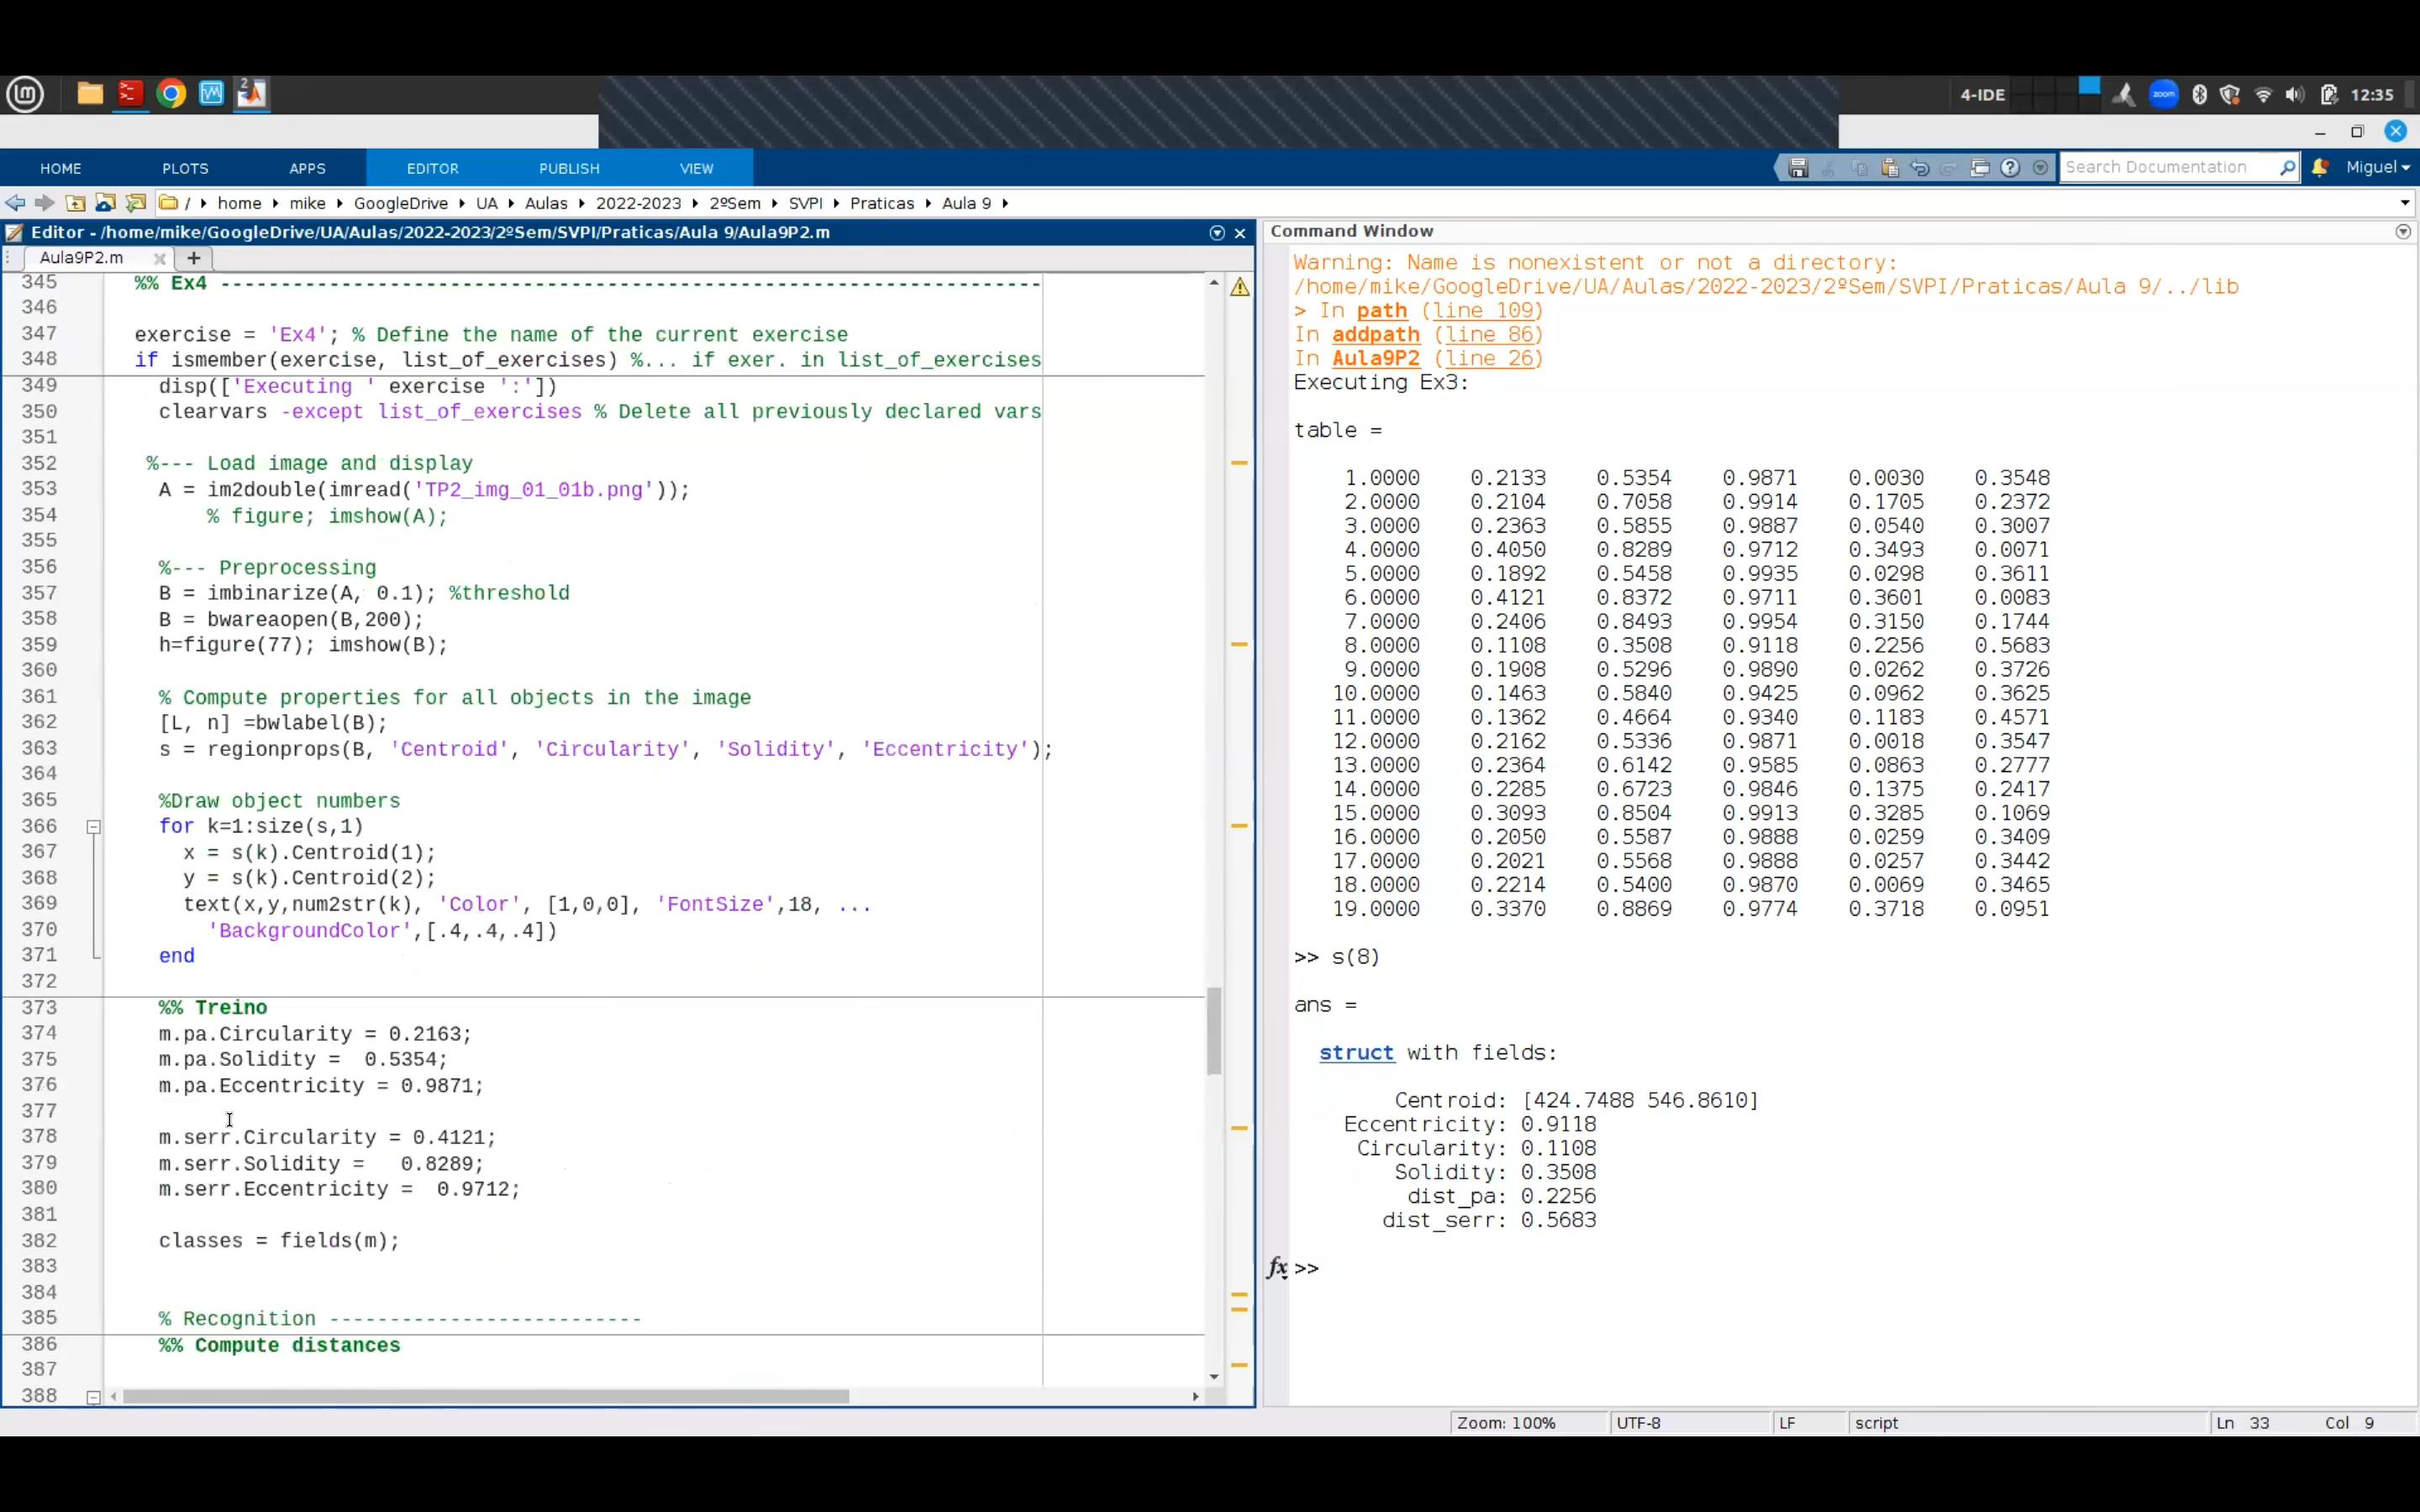 4-IDE
zoom
12:35
HOME PLOTS APPS EDITOR PUBLISH VIEW
Search Documentation
Miguel
/ home mike GoogleDrive UA Aulas 2022-2023 2ºSem SVPI Praticas Aula 9
Editor - /home/mike/GoogleDrive/UA/Aulas/2022-2023/2ºSem/SVPI/Praticas/Aula 9/Aula9P2.m
Aula9P2.m
345 %% Ex4 --------------------------------------------------------------------
346
347 exercise = 'Ex4'; % Define the name of the current exercise
348 if ismember(exercise, list_of_exercises) %... if exer. in list_of_exercises
349 disp(['Executing ' exercise ':'])
350 clearvars -except list_of_exercises % Delete all previously declared vars
351
352 %--- Load image and display
353 A = im2double(imread('TP2_img_01_01b.png'));
354 % figure; imshow(A);
355
356 %--- Preprocessing
357 B = imbinarize(A, 0.1); %threshold
358 B = bwareaopen(B,200);
359 h=figure(77); imshow(B);
360
361 % Compute properties for all objects in the image
362 [L, n] =bwlabel(B);
363 s = regionprops(B, 'Centroid', 'Circularity', 'Solidity', 'Eccentricity');
364
365 %Draw object numbers
366 for k=1:size(s,1)
367 x = s(k).Centroid(1);
368 y = s(k).Centroid(2);
369 text(x,y,num2str(k), 'Color', [1,0,0], 'FontSize',18, ...
370 'BackgroundColor',[.4,.4,.4])
371 end
372
373 %% Treino
374 m.pa.Circularity = 0.2163;
375 m.pa.Solidity = 0.5354;
376 m.pa.Eccentricity = 0.9871;
377
378 m.serr.Circularity = 0.4121;
379 m.serr.Solidity = 0.8289;
380 m.serr.Eccentricity = 0.9712;
381
382 classes = fields(m);
383
384
385 % Recognition --------------------------
386 %% Compute distances
387
388
Command Window
Warning: Name is nonexistent or not a directory:
/home/mike/GoogleDrive/UA/Aulas/2022-2023/2ºSem/SVPI/Praticas/Aula 9/../lib
> In path (line 109)
In addpath (line 86)
In Aula9P2 (line 26)
Executing Ex3:
table =
1.0000 0.2133 0.5354 0.9871 0.0030 0.3548
2.0000 0.2104 0.7058 0.9914 0.1705 0.2372
3.0000 0.2363 0.5855 0.9887 0.0540 0.3007
4.0000 0.4050 0.8289 0.9712 0.3493 0.0071
5.0000 0.1892 0.5458 0.9935 0.0298 0.3611
6.0000 0.4121 0.8372 0.9711 0.3601 0.0083
7.0000 0.2406 0.8493 0.9954 0.3150 0.1744
8.0000 0.1108 0.3508 0.9118 0.2256 0.5683
9.0000 0.1908 0.5296 0.9890 0.0262 0.3726
10.0000 0.1463 0.5840 0.9425 0.0962 0.3625
11.0000 0.1362 0.4664 0.9340 0.1183 0.4571
12.0000 0.2162 0.5336 0.9871 0.0018 0.3547
13.0000 0.2364 0.6142 0.9585 0.0863 0.2777
14.0000 0.2285 0.6723 0.9846 0.1375 0.2417
15.0000 0.3093 0.8504 0.9913 0.3285 0.1069
16.0000 0.2050 0.5587 0.9888 0.0259 0.3409
17.0000 0.2021 0.5568 0.9888 0.0257 0.3442
18.0000 0.2214 0.5400 0.9870 0.0069 0.3465
19.0000 0.3370 0.8869 0.9774 0.3718 0.0951
>> s(8)
ans =
struct with fields:
Centroid: [424.7488 546.8610]
Eccentricity: 0.9118
Circularity: 0.1108
Solidity: 0.3508
dist_pa: 0.2256
dist_serr: 0.5683
fx >>
Zoom: 100% UTF-8 LF script Ln 33 Col 9